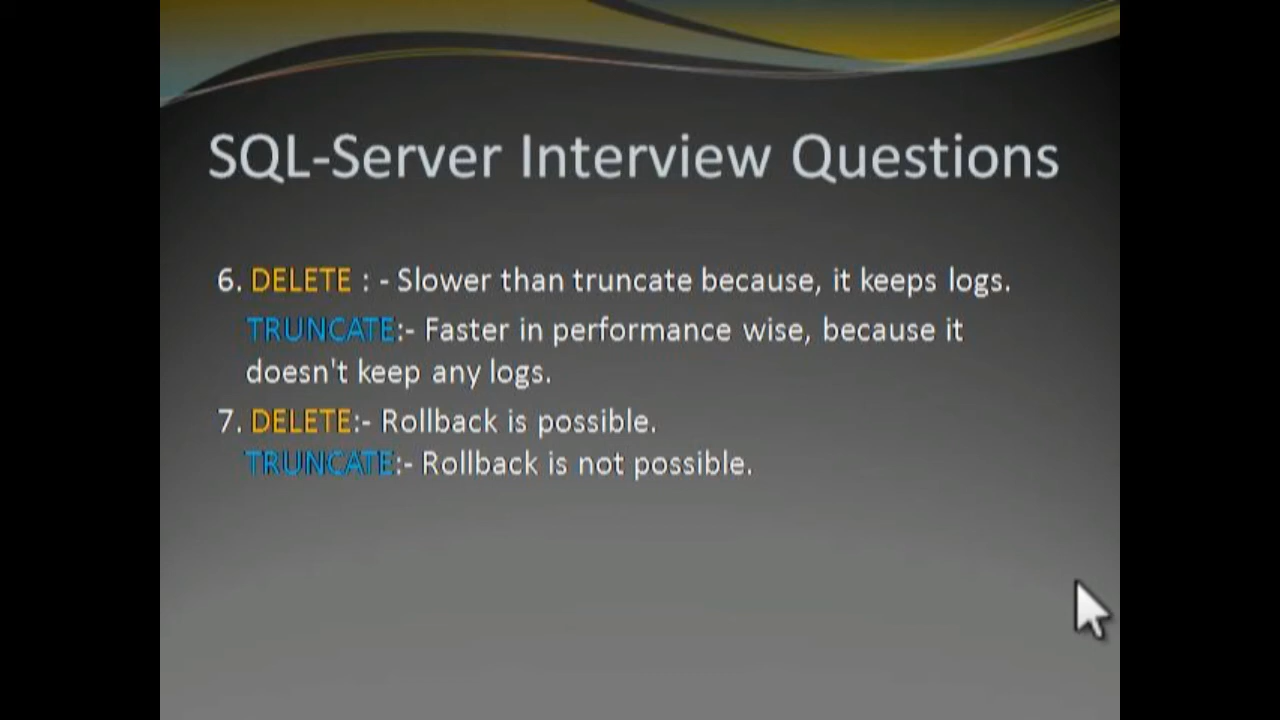 SQL-Server Interview Questions
6. DELETE : - Slower than truncate because, it keeps logs.
TRUNCATE:- Faster in performance wise, because it
doesn't keep any logs.
7. DELETE:- Rollback is possible.
TRUNCATE:- Rollback is not possible.